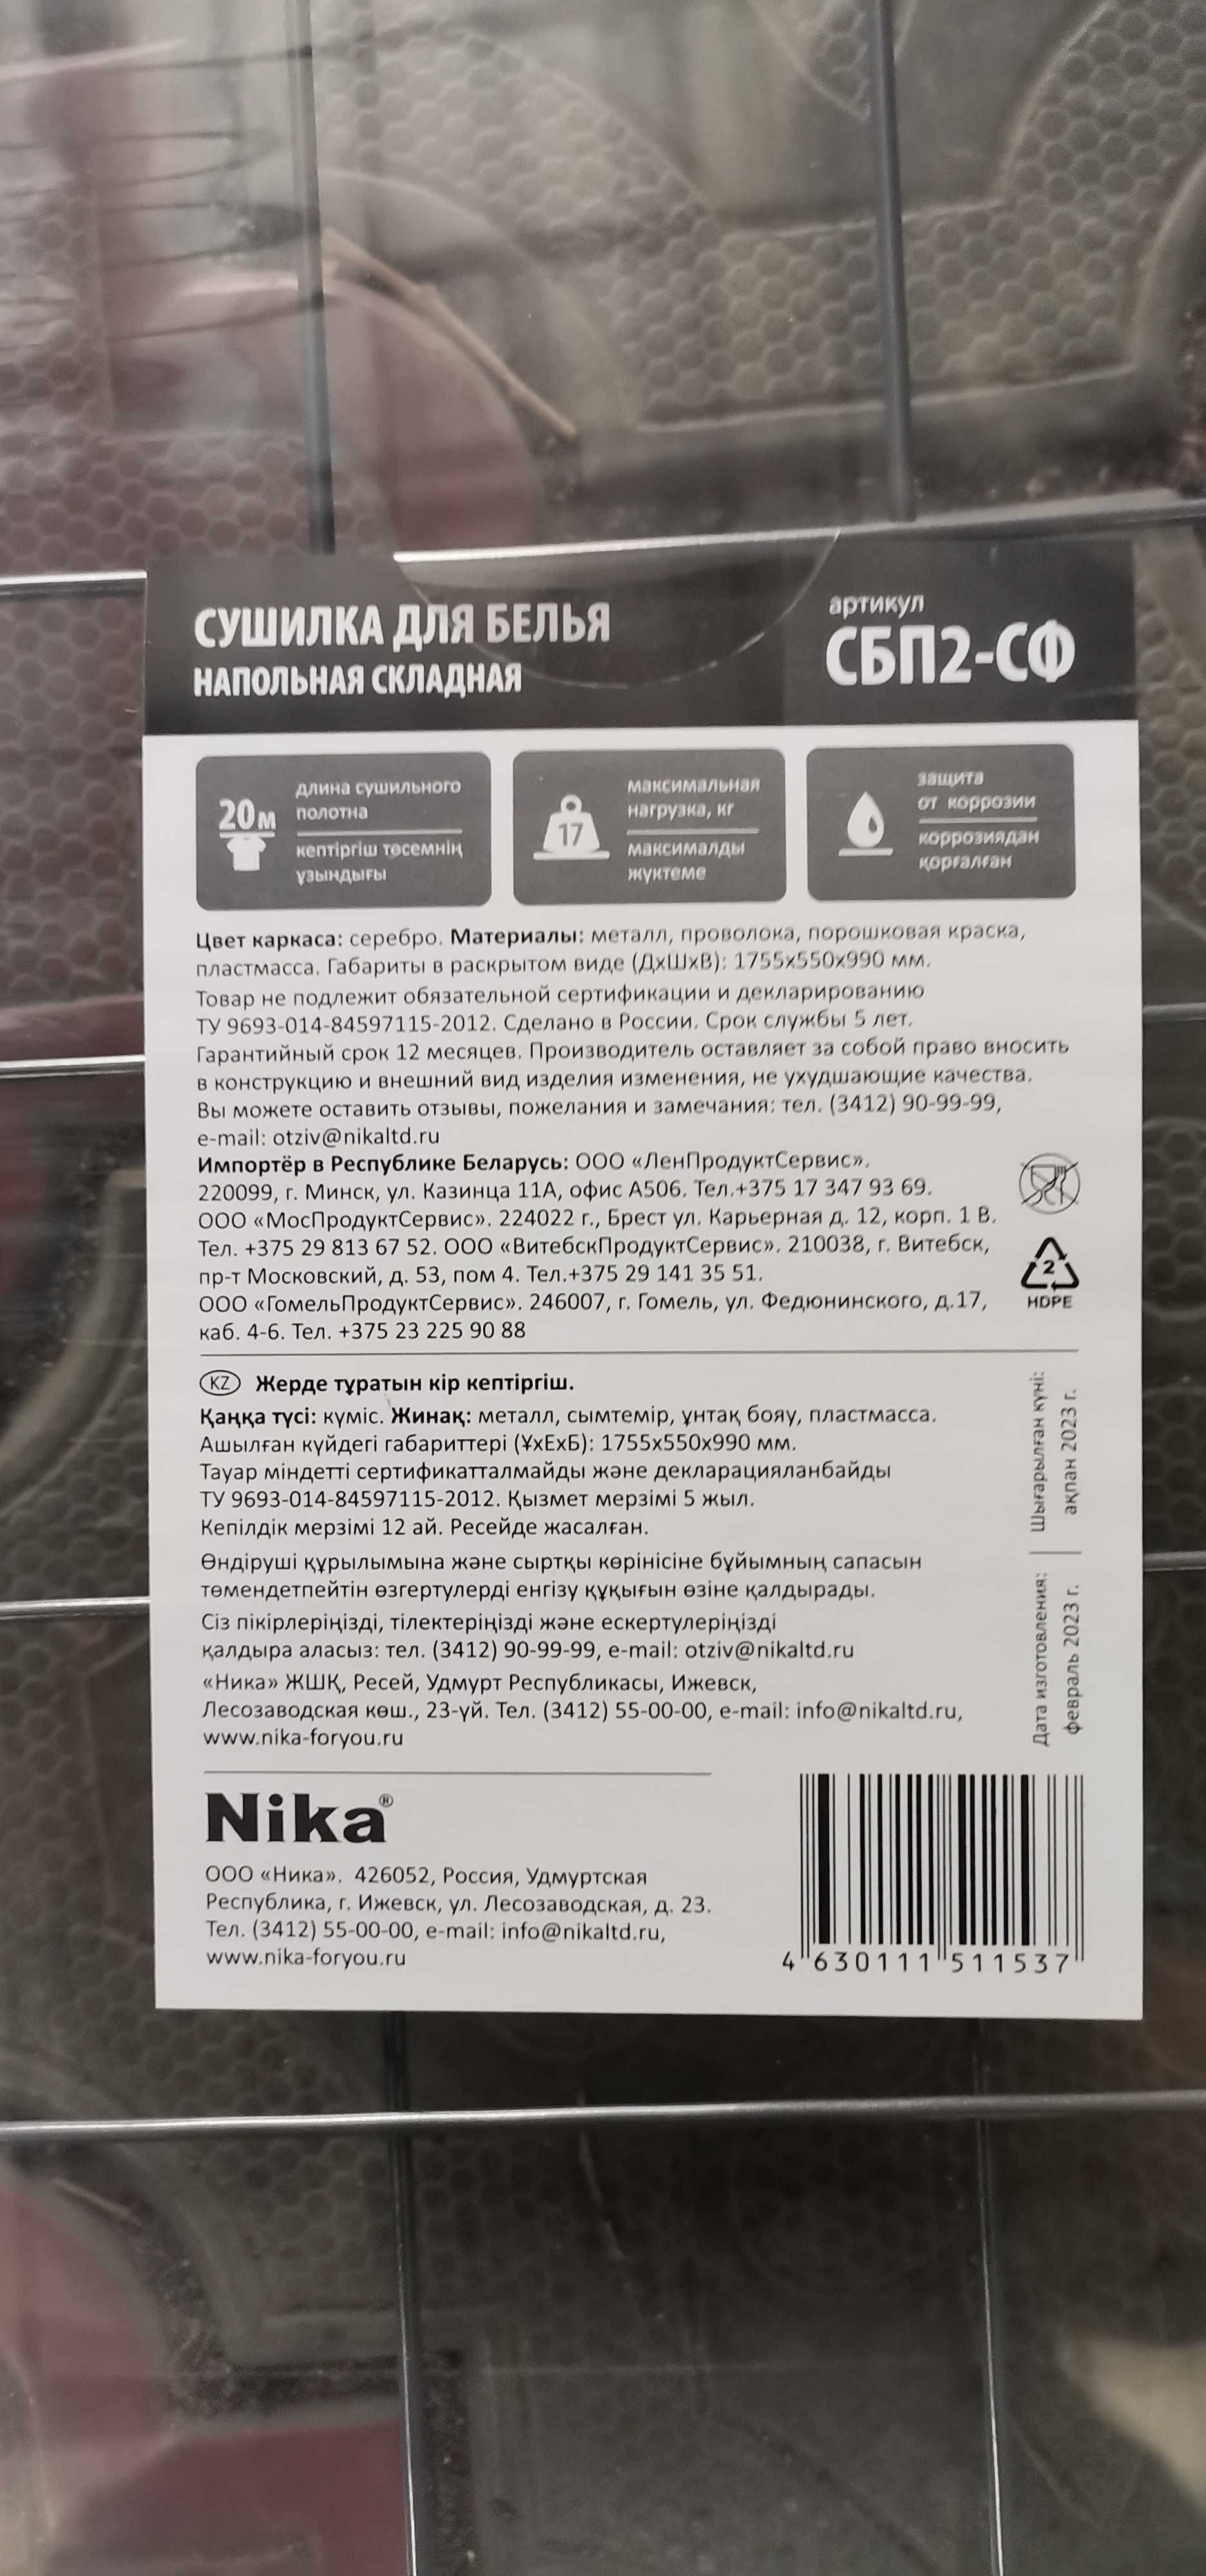 СУШИЛКА ДЛЯ БЕЛЬЯ
НАПОЛЬНАЯ СКЛАДНАЯ
артикул
СБП2-СФ
20м
длина сушильного
полотна
кептіргіш төсемнің
ұзындығы
17
максимальная
нагрузка, кг
максималды
жүктеме
защита
от коррозии
коррозиядан
қорғалған
Цвет каркаса: серебро. Материалы: металл, проволока, порошковая краска,
пластмасса. Габариты в раскрытом виде (ДхШхВ): 1755х550х990 мм.
Товар не подлежит обязательной сертификации и декларированию
ТУ 9693-014-84597115-2012. Сделано в России. Срок службы 5 лет.
Гарантийный срок 12 месяцев. Производитель оставляет за собой право вносить
в конструкцию и внешний вид изделия изменения, не ухудшающие качества.
Вы можете оставить отзывы, пожелания и замечания: тел. (3412) 90-99-99,
e-mail: otziv@nikaltd.ru
Импортёр в Республике Беларусь: ООО «ЛенПродуктСервис».
220099, г. Минск, ул. Казинца 11А, офис А506. Тел.+375 17 347 93 69.
ООО «МосПродуктСервис». 224022 г., Брест ул. Карьерная д. 12, корп. 1 В.
Тел. +375 29 813 67 52. ООО «ВитебскПродуктСервис». 210038, г. Витебск,
пр-т Московский, д. 53, пом 4. Тел.+375 29 141 35 51.
ООО «ГомельПродуктСервис». 246007, г. Гомель, ул. Федюнинского, д.17,
каб. 4-6. Тел. +375 23 225 90 88
2
HDPE
KZ Жерде тұратын кір кептіргіш.
Қаңқа түсі: күміс. Жинақ: металл, сымтемір, ұнтақ бояу, пластмасса.
Ашылған күйдегі габариттері (ҰхЕхБ): 1755х550х990 мм.
Тауар міндетті сертификатталмайды және декларацияланбайды
ТУ 9693-014-84597115-2012. Қызмет мерзімі 5 жыл.
Кепілдік мерзімі 12 ай. Ресейде жасалған.
Өндіруші құрылымына және сыртқы көрінісіне бұйымның сапасын
төмендетпейтін өзгертулерді енгізу құқығын өзіне қалдырады.
Сіз пікірлеріңізді, тілектеріңізді және ескертулеріңізді
қалдыра аласыз: тел. (3412) 90-99-99, e-mail: otziv@nikaltd.ru
«Ника» ЖШҚ, Ресей, Удмурт Республикасы, Ижевск,
Лесозаводская көш., 23-үй. Тел. (3412) 55-00-00, e-mail: info@nikaltd.ru,
www.nika-foryou.ru
Дата изготовления:
февраль 2023 г.
Шығарылған күні:
ақпан 2023 г.
Nika®
ООО «Ника». 426052, Россия, Удмуртская
Республика, г. Ижевск, ул. Лесозаводская, д. 23.
Тел. (3412) 55-00-00, e-mail: info@nikaltd.ru,
www.nika-foryou.ru
4 630111 511537